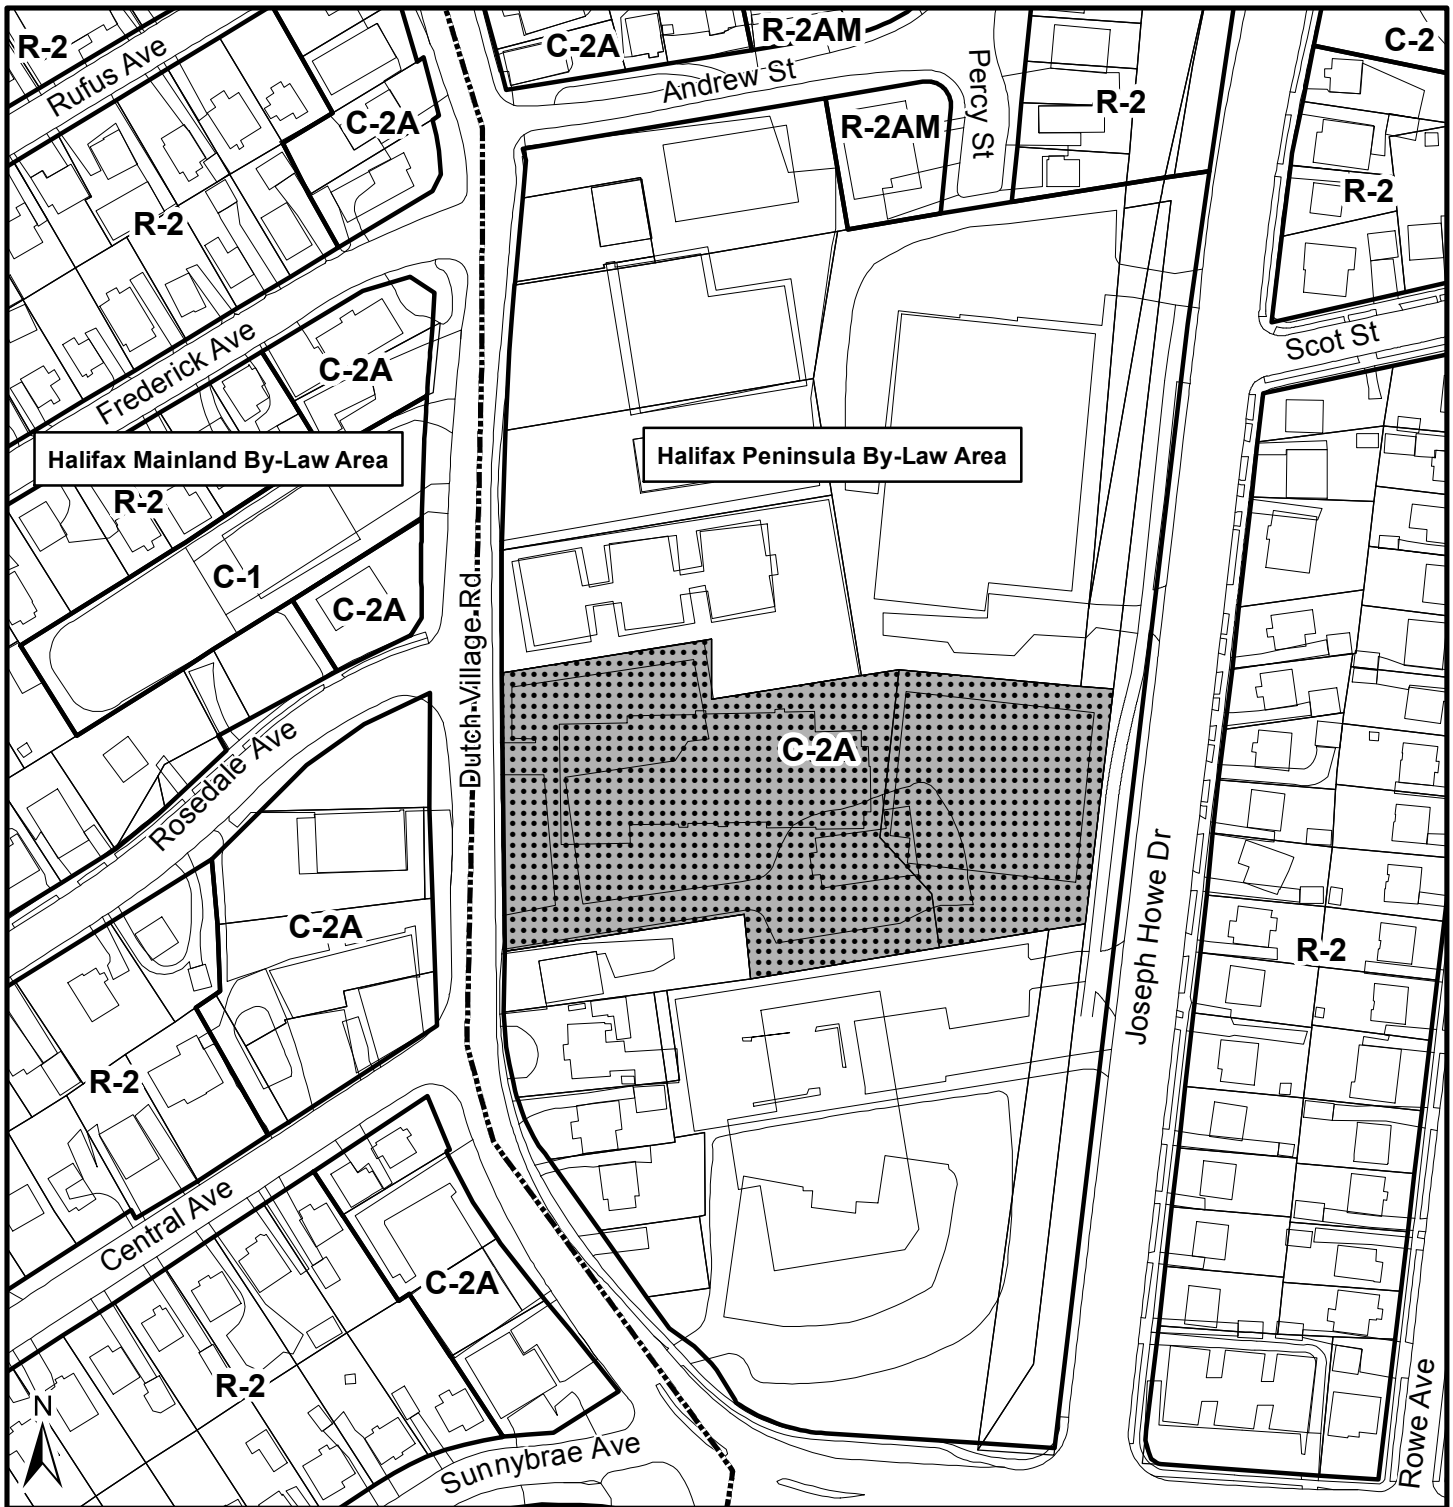 R-2
Rufus Ave
C-2A
R-2AM
C-2
Andrew St
Percy St
R-2
C-2A
R-2AM
R-2
R-2
Scot St
Frederick Ave
C-2A
Halifax Mainland By-Law Area
Halifax Peninsula By-Law Area
R-2
C-1
C-2A
Dutch Village Rd
C-2A
Rosedale Ave
Joseph Howe Dr
C-2A
R-2
R-2
Central Ave
C-2A
R-2
N
Sunnybrae Ave
Rowe Ave